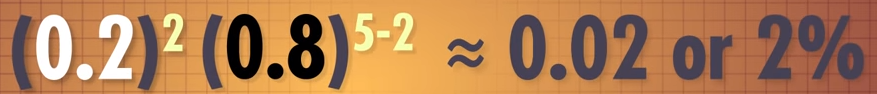 (0.2)² (0.8)⁵⁻² ≈ 0.02 or 2%